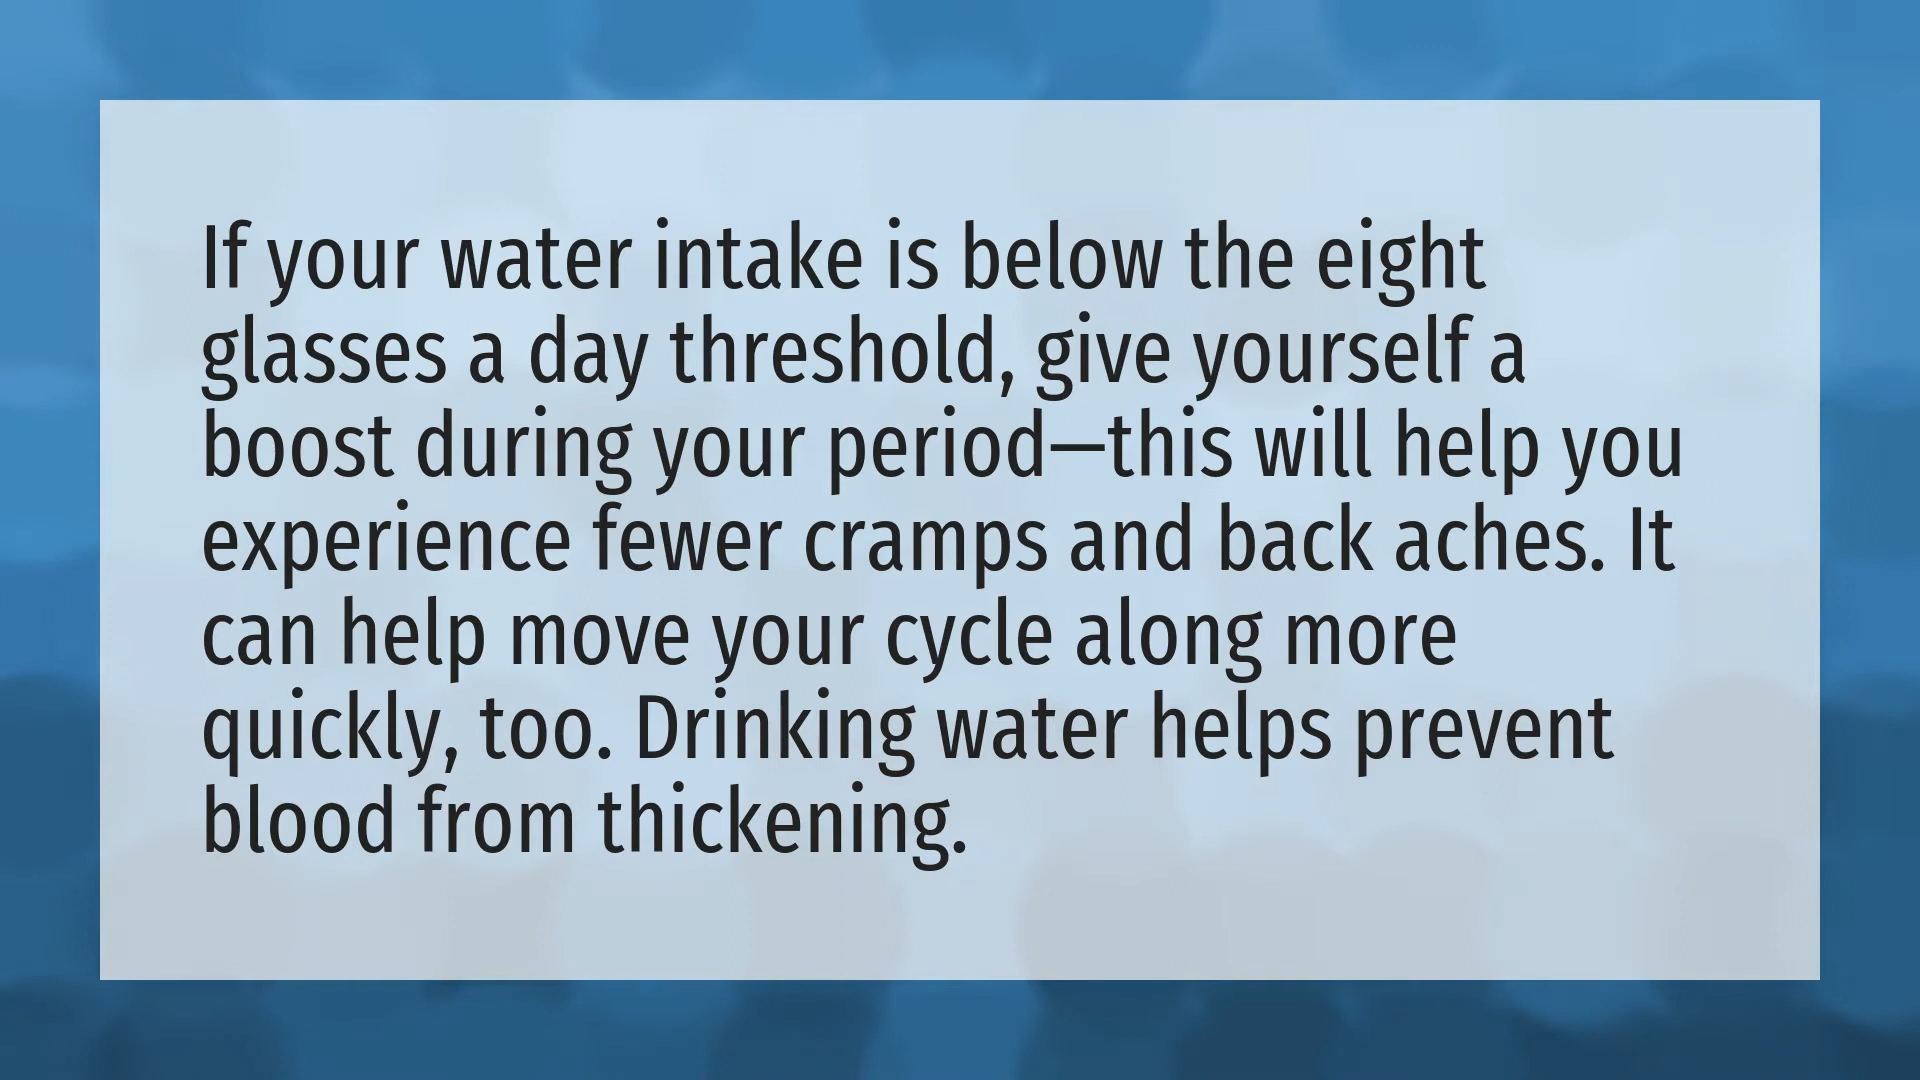 If your water intake is below the eight
glasses a day threshold, give yourself a
boost during your period—this will help you
experience fewer cramps and back aches. It
can help move your cycle along more
quickly, too. Drinking water helps prevent
blood from thickening.